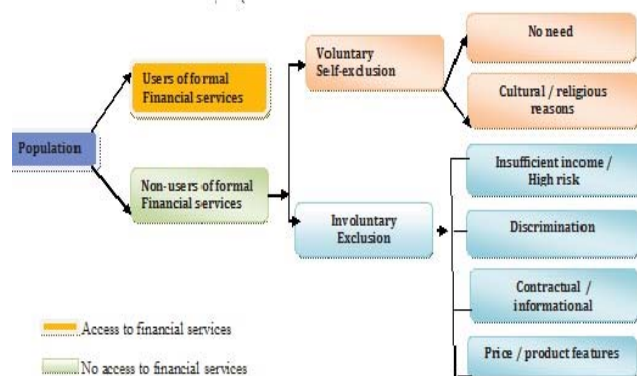 Population
Users of formal
Financial services
Non-users of formal
Financial services
Voluntary
Self-exclusion
Involuntary
Exclusion
No need
Cultural / religious
reasons
Insufficient income /
High risk
Discrimination
Contractual /
informational
Price / product features
Access to financial services
No access to financial services